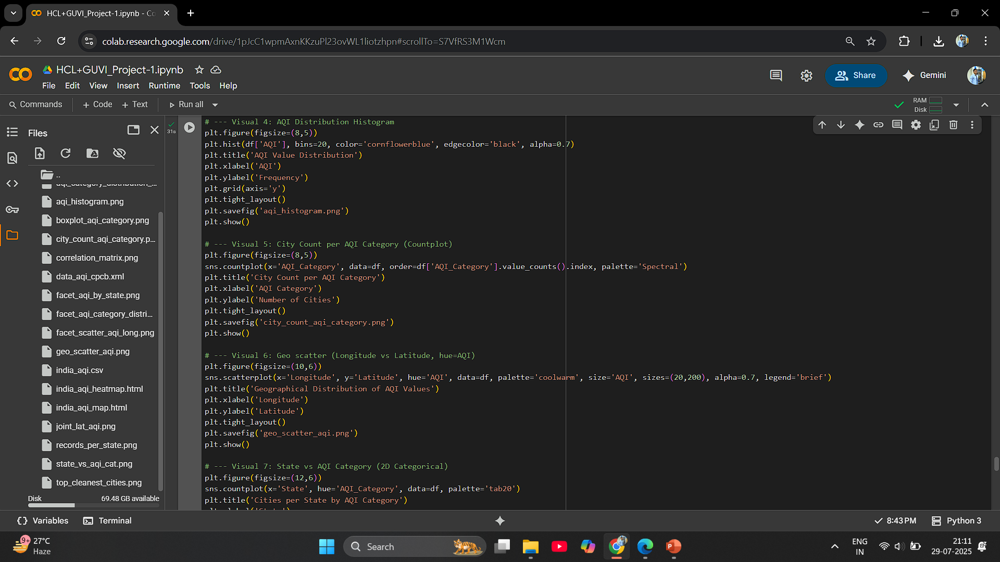 HCL+GUVI_Project-1.ipynb - Co
colab.research.google.com/drive/1pJcC1wpmAxnKKzuPl23ovWL1liotzhpn#scrollTo=S7VfRS3M1Wcm
HCL+GUVI_Project-1.ipynb
File Edit View Insert Runtime Tools Help
Share
Gemini
Commands + Code + Text Run all
RAM
Disk
Files
..
aqi_category_distribution_...
aqi_histogram.png
boxplot_aqi_category.png
city_count_aqi_category.p...
correlation_matrix.png
data_aqi_cpcb.xml
facet_aqi_by_state.png
facet_aqi_category_distri...
facet_scatter_aqi_long.png
geo_scatter_aqi.png
india_aqi.csv
india_aqi_heatmap.html
india_aqi_map.html
joint_lat_aqi.png
records_per_state.png
state_vs_aqi_cat.png
top_cleanest_cities.png
Disk 69.48 GB available
31s
# --- Visual 4: AQI Distribution Histogram
plt.figure(figsize=(8,5))
plt.hist(df['AQI'], bins=20, color='cornflowerblue', edgecolor='black', alpha=0.7)
plt.title('AQI Value Distribution')
plt.xlabel('AQI')
plt.ylabel('Frequency')
plt.grid(axis='y')
plt.tight_layout()
plt.savefig('aqi_histogram.png')
plt.show()
# --- Visual 5: City Count per AQI Category (Countplot)
plt.figure(figsize=(8,5))
sns.countplot(x='AQI_Category', data=df, order=df['AQI_Category'].value_counts().index, palette='Spectral')
plt.title('City Count per AQI Category')
plt.xlabel('AQI Category')
plt.ylabel('Number of Cities')
plt.tight_layout()
plt.savefig('city_count_aqi_category.png')
plt.show()
# --- Visual 6: Geo scatter (Longitude vs Latitude, hue=AQI)
plt.figure(figsize=(10,6))
sns.scatterplot(x='Longitude', y='Latitude', hue='AQI', data=df, palette='coolwarm', size='AQI', sizes=(20,200), alpha=0.7, legend='brief')
plt.title('Geographical Distribution of AQI Values')
plt.xlabel('Longitude')
plt.ylabel('Latitude')
plt.tight_layout()
plt.savefig('geo_scatter_aqi.png')
plt.show()
# --- Visual 7: State vs AQI Category (2D Categorical)
plt.figure(figsize=(12,6))
sns.countplot(x='State', hue='AQI_Category', data=df, palette='tab20')
plt.title('Cities per State by AQI Category')
Variables Terminal
8:43 PM Python 3
9+
27°C
Haze
Search
ENG
IN
21:11
29-07-2025